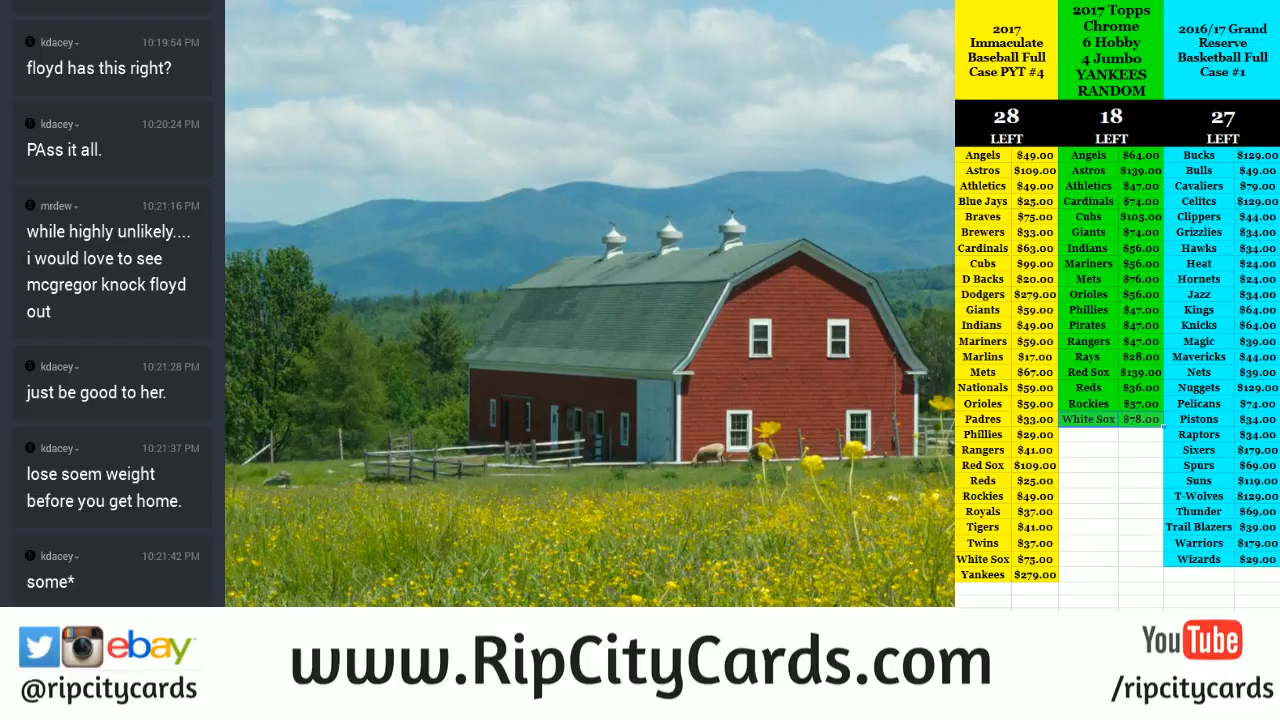 kdacey 10:19:54 PM
floyd has this right?
kdacey 10:20:24 PM
PAss it all.
mrdew 10:21:16 PM
while highly unlikely....
i would love to see
mcgregor knock floyd
out
kdacey 10:21:28 PM
just be good to her.
kdacey 10:21:37 PM
lose soem weight
before you get home.
kdacey 10:21:42 PM
some*
2017
Immaculate
Baseball Full
Case PYT #4
28
LEFT
Angels $49.00
Astros $109.00
Athletics $49.00
Blue Jays $25.00
Braves $75.00
Brewers $33.00
Cardinals $63.00
Cubs $99.00
D Backs $20.00
Dodgers $279.00
Giants $59.00
Indians $49.00
Mariners $59.00
Marlins $17.00
Mets $67.00
Nationals $59.00
Orioles $59.00
Padres $33.00
Phillies $29.00
Rangers $41.00
Red Sox $109.00
Reds $25.00
Rockies $49.00
Royals $37.00
Tigers $41.00
Twins $37.00
White Sox $75.00
Yankees $279.00
2017 Topps
Chrome
6 Hobby
4 Jumbo
YANKEES
RANDOM
18
LEFT
Angels $64.00
Astros $139.00
Athletics $47.00
Cardinals $74.00
Cubs $105.00
Giants $74.00
Indians $56.00
Mariners $56.00
Mets $76.00
Orioles $56.00
Phillies $47.00
Pirates $47.00
Rangers $47.00
Rays $28.00
Red Sox $139.00
Reds $36.00
Rockies $57.00
White Sox $78.00
2016/17 Grand
Reserve
Basketball Full
Case #1
27
LEFT
Bucks $129.00
Bulls $49.00
Cavaliers $79.00
Celitcs $129.00
Clippers $44.00
Grizzlies $34.00
Hawks $34.00
Heat $24.00
Hornets $24.00
Jazz $34.00
Kings $64.00
Knicks $64.00
Magic $39.00
Mavericks $44.00
Nets $39.00
Nuggets $129.00
Pelicans $74.00
Pistons $34.00
Raptors $34.00
Sixers $179.00
Spurs $69.00
Suns $119.00
T-Wolves $129.00
Thunder $69.00
Trail Blazers $39.00
Warriors $179.00
Wizards $29.00
ebay
@ripcitycards
www.RipCityCards.com
YouTube
/ripcitycards